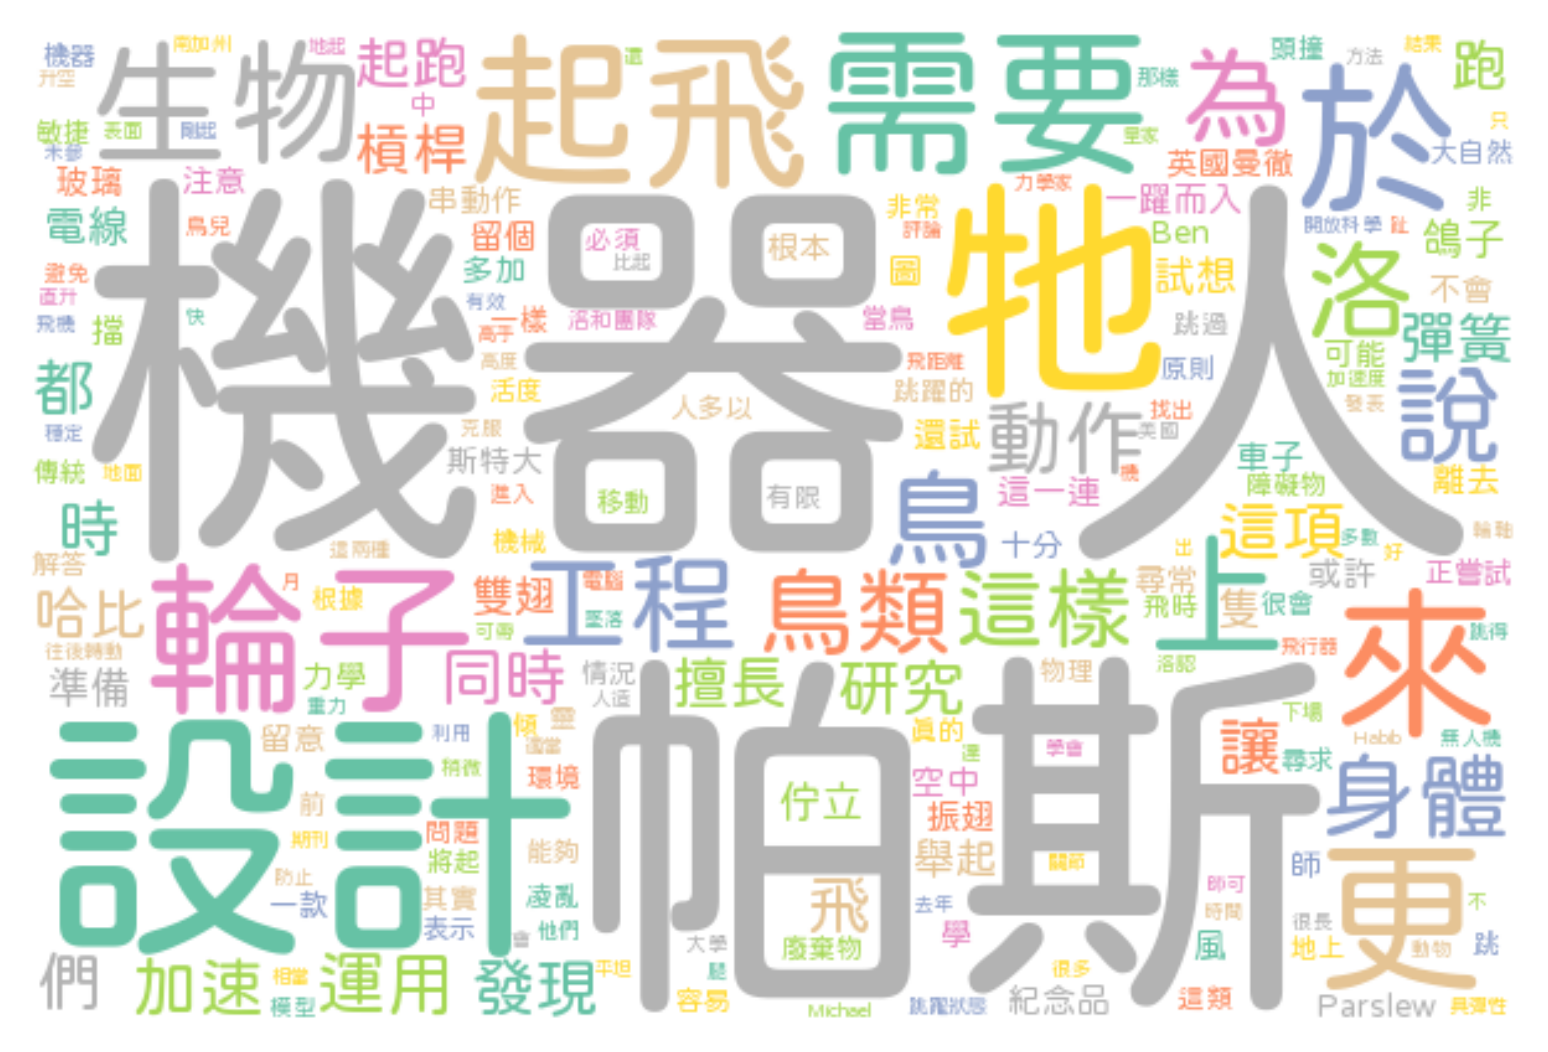 機器
南加州
地起
起跑
起飛
還
需要
那樣
為
頭撞
方法
結果
跑
升空
生物
中
於
敏捷
表面
剛起
槓桿
皇家
只
未參
英國曼徹
大自然
玻璃
注意
串動作
力學家
一躍而入
非
電線
鳥兒
留個
必須
比起
根本
非常
評論
牠
Ben
開放科學
趾
鴿子
避免
多加
圖
試想
洛
不會
直升
機器人
有效
飛機
擋
快
一樣
高手
洛和團隊
當鳥
跳過
彈簧
可能
都
高度
飛距離
原則
加速度
活度
跳躍的
發表
人多以
找出
說
穩定
克服
還試
動作
美國
傳統
地面
斯特大
機
車子
障礙物
離去
進入
移動
有限
鳥
這一連
時
機械
十分
出
這項
多數
好
輪軸
解答
這兩種
工程
或許
正嘗試
月
雙翅
電腦
鳥類
這樣
尋常
上
哈比
輪子
根據
墜落
飛時
隻
很會
來
可帶
跳得
往後轉動
同時
情況
擅長
研究
物理
洛認
飛行器
準備
力學
人造
重力
帕斯
下場
設計
留意
利用
傾
靈
適當
真的
達
學會
讓
尋求
Habib
無人機
稍微
環境
空中
佇立
身體
前
期刊
問題
振翅
能夠
將起
舉起
關節
師
更
防止
一款
其實
凌亂
飛
去年
師可
時間
不
表示
會
他們
大學
廢棄物
學
風
很長
地上
動物
跳
們
加速
相當
模型
運用
發現
平坦
腿
容易
Michael
跳躍狀態
很多
紀念品
這類
Parslew
具彈性